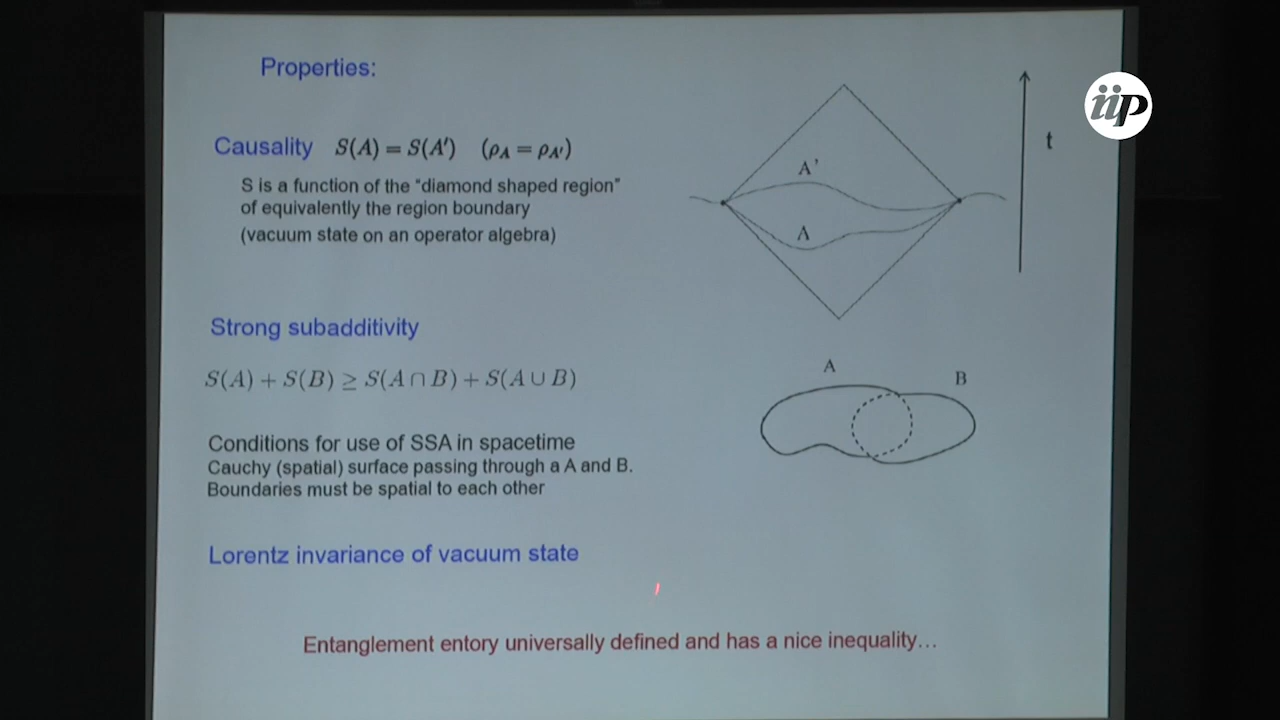 Properties:
Causality S(A) = S(A′) (ρ_A = ρ_A′)
S is a function of the “diamond shaped region”
of equivalently the region boundary
(vacuum state on an operator algebra)
A'
A
t
iip
Strong subadditivity
S(A) + S(B) ≥ S(A ∩ B) + S(A ∪ B)
A
B
Conditions for use of SSA in spacetime
Cauchy (spatial) surface passing through a A and B.
Boundaries must be spatial to each other
Lorentz invariance of vacuum state
Entanglement entory universally defined and has a nice inequality…